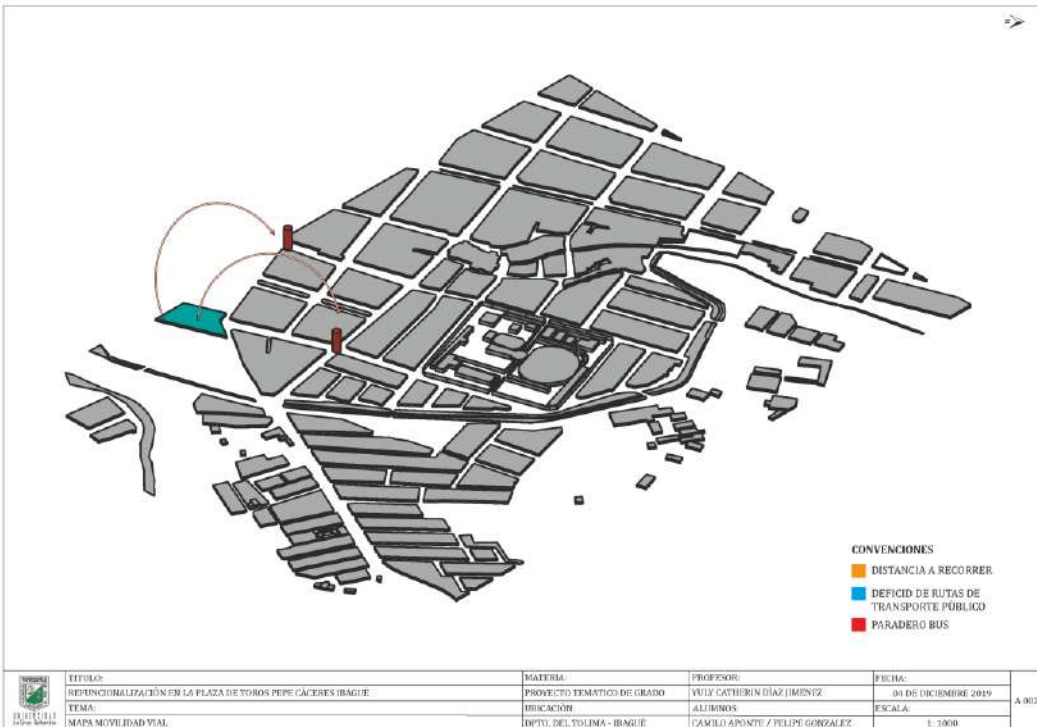 CONVENCIONES
DISTANCIA A RECORRER
DEFICID DE RUTAS DE
TRANSPORTE PÚBLICO
PARADERO BUS
TITULO:
REFUNCIONALIZACIÓN EN LA PLAZA DE TOROS PEPE CÁCERES IBAGUÉ
TEMA:
MAPA MOVILIDAD VIAL
MATERIA:
PROYECTO TEMATICO DE GRADO
UBICACIÓN:
DPTO. DEL TOLIMA - IBAGUÉ
PROFESOR:
YULY CATHERIN DÍAZ JIMENEZ
ALUMNOS:
CAMILO APONTE / FELIPE GONZALEZ
FECHA:
04 DE DICIEMBRE 2019
ESCALA:
1: 1000
A 002
UNIVERSIDAD